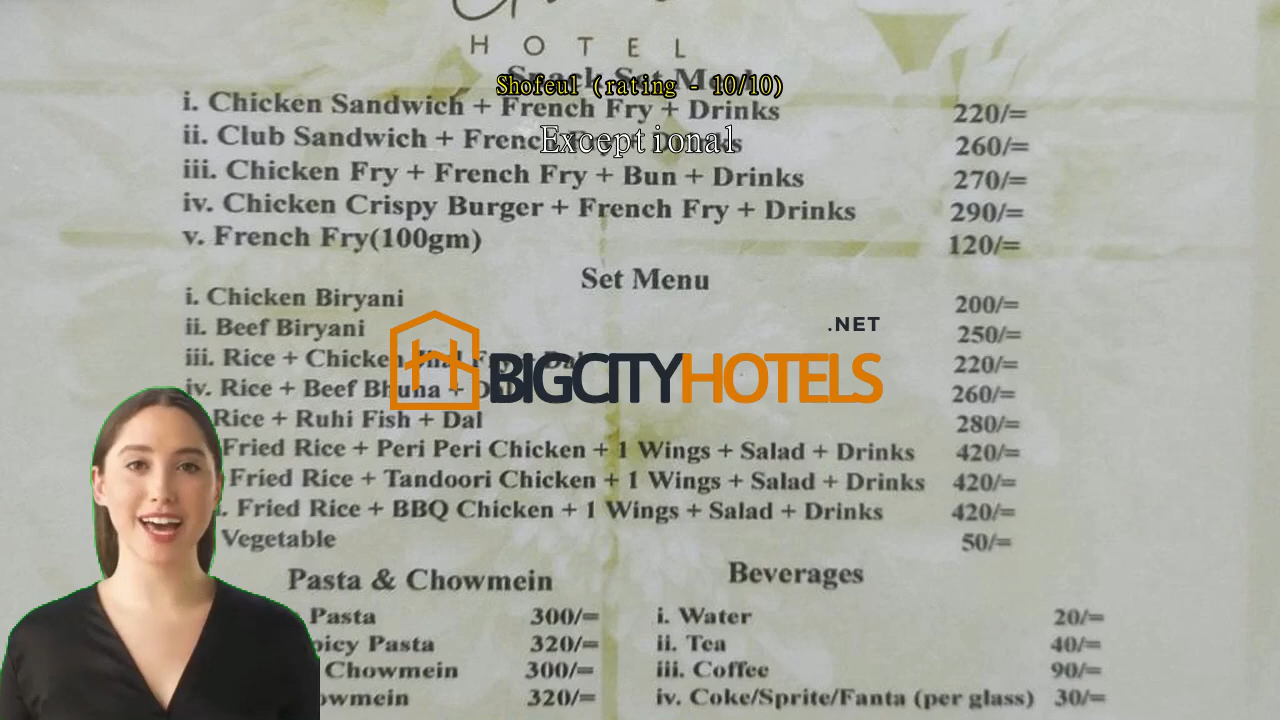 HOTEL
Shofeul (rating - 10/10)
i. Chicken Sandwich + French Fry + Drinks 220/=
Exceptional
ii. Club Sandwich + French 260/=
iii. Chicken Fry + French Fry + Bun + Drinks 270/=
iv. Chicken Crispy Burger + French Fry + Drinks 290/=
v. French Fry(100gm) 120/=
Set Menu
i. Chicken Biryani 200/=
ii. Beef Biryani 250/=
.NET
BIGCITYHOTELS
iii. Rice + Chicken 220/=
iv. Rice + Beef Bhuna + Dal 260/=
Rice + Ruhi Fish + Dal 280/=
Fried Rice + Peri Peri Chicken + 1 Wings + Salad + Drinks 420/=
Fried Rice + Tandoori Chicken + 1 Wings + Salad + Drinks 420/=
Fried Rice + BBQ Chicken + 1 Wings + Salad + Drinks 420/=
Vegetable 50/=
Pasta & Chowmein
Pasta 300/=
Pasta 320/=
Chowmein 300/=
320/=
Beverages
i. Water 20/=
ii. Tea 40/=
iii. Coffee 90/=
iv. Coke/Sprite/Fanta (per glass) 30/=